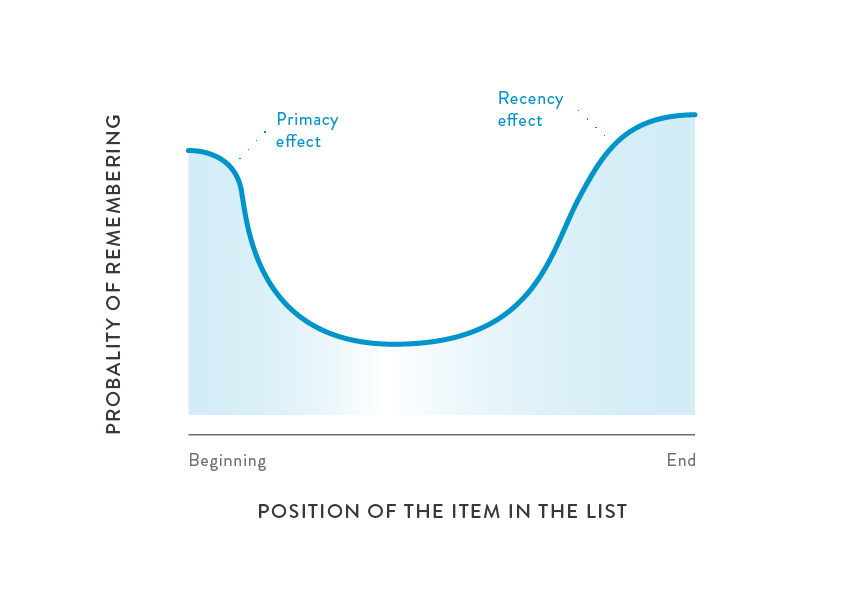 Recency
effect
Primacy
effect
PROBALITY OF REMEMBERING
Beginning
End
POSITION OF THE ITEM IN THE LIST